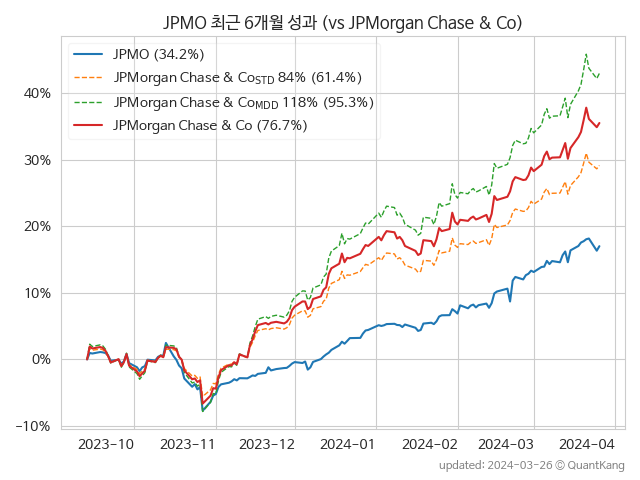 JPMO 최근 6개월 성과 (vs JPMorgan Chase & Co)
JPMO (34.2%)
JPMorgan Chase & CoSTD 84% (61.4%)
JPMorgan Chase & CoMDD 118% (95.3%)
JPMorgan Chase & Co (76.7%)
40%
30%
20%
10%
0%
−10%
2023-10 2023-11 2023-12 2024-01 2024-02 2024-03 2024-04
updated: 2024-03-26 © QuantKang